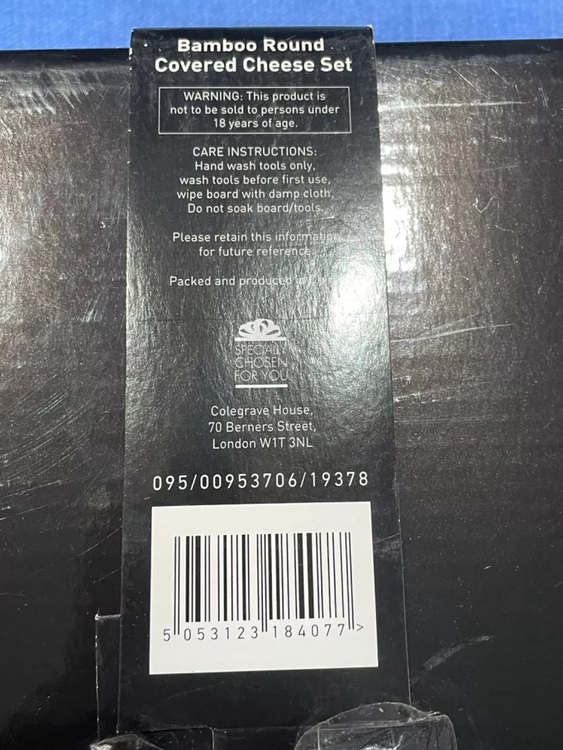 Bamboo Round
Covered Cheese Set
WARNING: This product is
not to be sold to persons under
18 years of age.
CARE INSTRUCTIONS:
Hand wash tools only,
wash tools before first use,
wipe board with damp cloth,
Do not soak board/tools.
Please retain this information
for future reference.
Packed and produced
SPECIALLY
CHOSEN
FOR YOU
Colegrave House,
70 Berners Street,
London W1T 3NL
095/00953706/19378
5 053123 184077 >